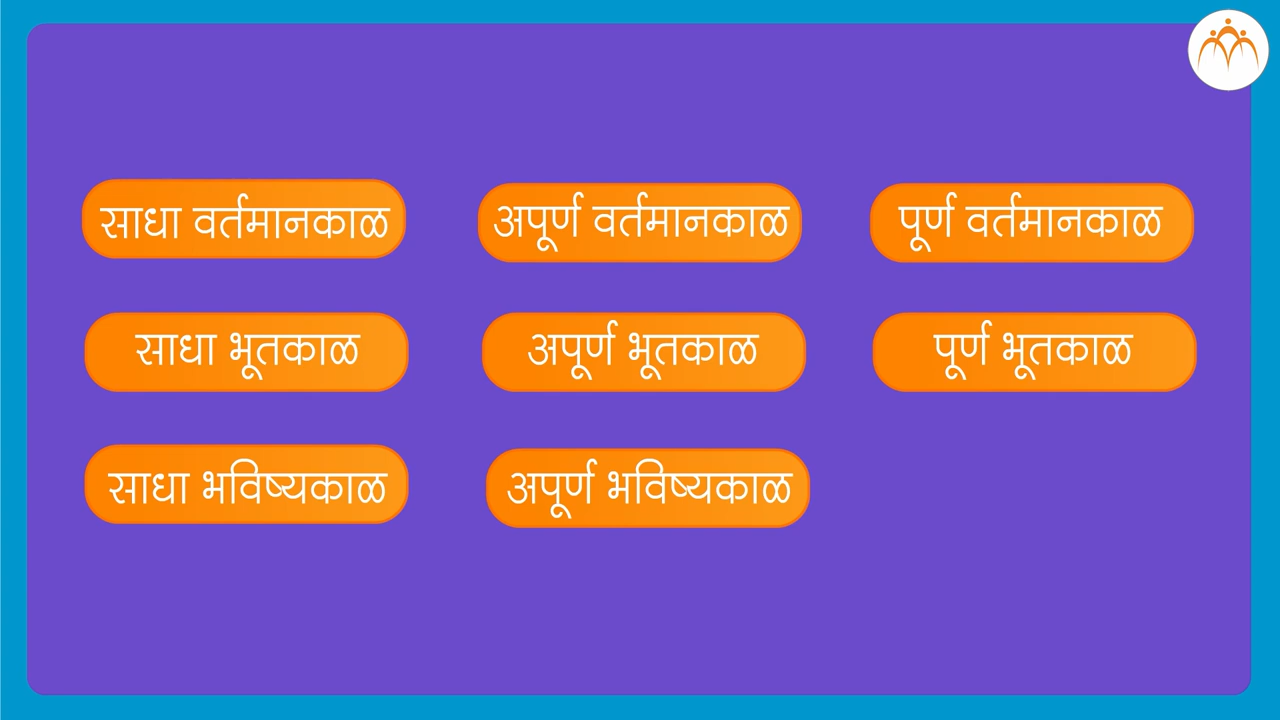 साधा वर्तमानकाळ
अपूर्ण वर्तमानकाळ
पूर्ण वर्तमानकाळ
साधा भूतकाळ
अपूर्ण भूतकाळ
पूर्ण भूतकाळ
साधा भविष्यकाळ
अपूर्ण भविष्यकाळ